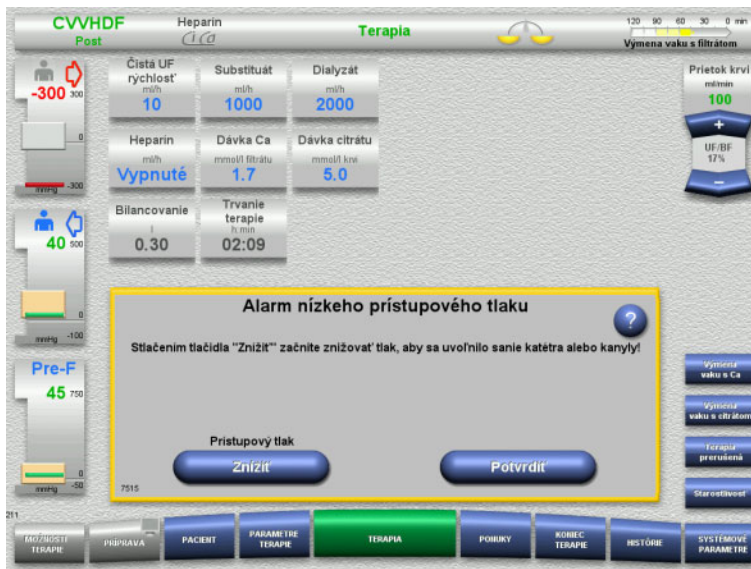 CVVHDF
Post
Heparin
Ci Ca
Terapia
120 90 60 30 0 min
Výmena vaku s filtrátom
-300
300
0
-300
mmHg
40
500
0
-100
mmHg
Pre-F
45
750
0
-50
mmHg
Čistá UF rýchlosť
ml/h
10
Substituát
ml/h
1000
Dialyzát
ml/h
2000
Heparín
ml/h
Vypnuté
Dávka Ca
mmol/l filtrátu
1.7
Dávka citrátu
mmol/l krvi
5.0
Bilancovanie
l
0.30
Trvanie
terapie
h:min
02:09
Prietok krvi
ml/min
100
+
UF/BF
17%
−
Alarm nízkeho prístupového tlaku
?
Stlačením tlačidla "Znížiť" začnite znižovať tlak, aby sa uvoľnilo sanie katétra alebo kanyly!
Prístupový tlak
Znížiť
Potvrdiť
7515
Výmena
vaku s Ca
Výmena
vaku s citrátom
Terapia
prerušená
Starostlivosť
211
MOŽNOSTI
TERAPIE
PRÍPRAVA
PACIENT
PARAMETRE
TERAPIE
TERAPIA
PONUKY
KONIEC
TERAPIE
HISTÓRIE
SYSTÉMOVÉ
PARAMETRE